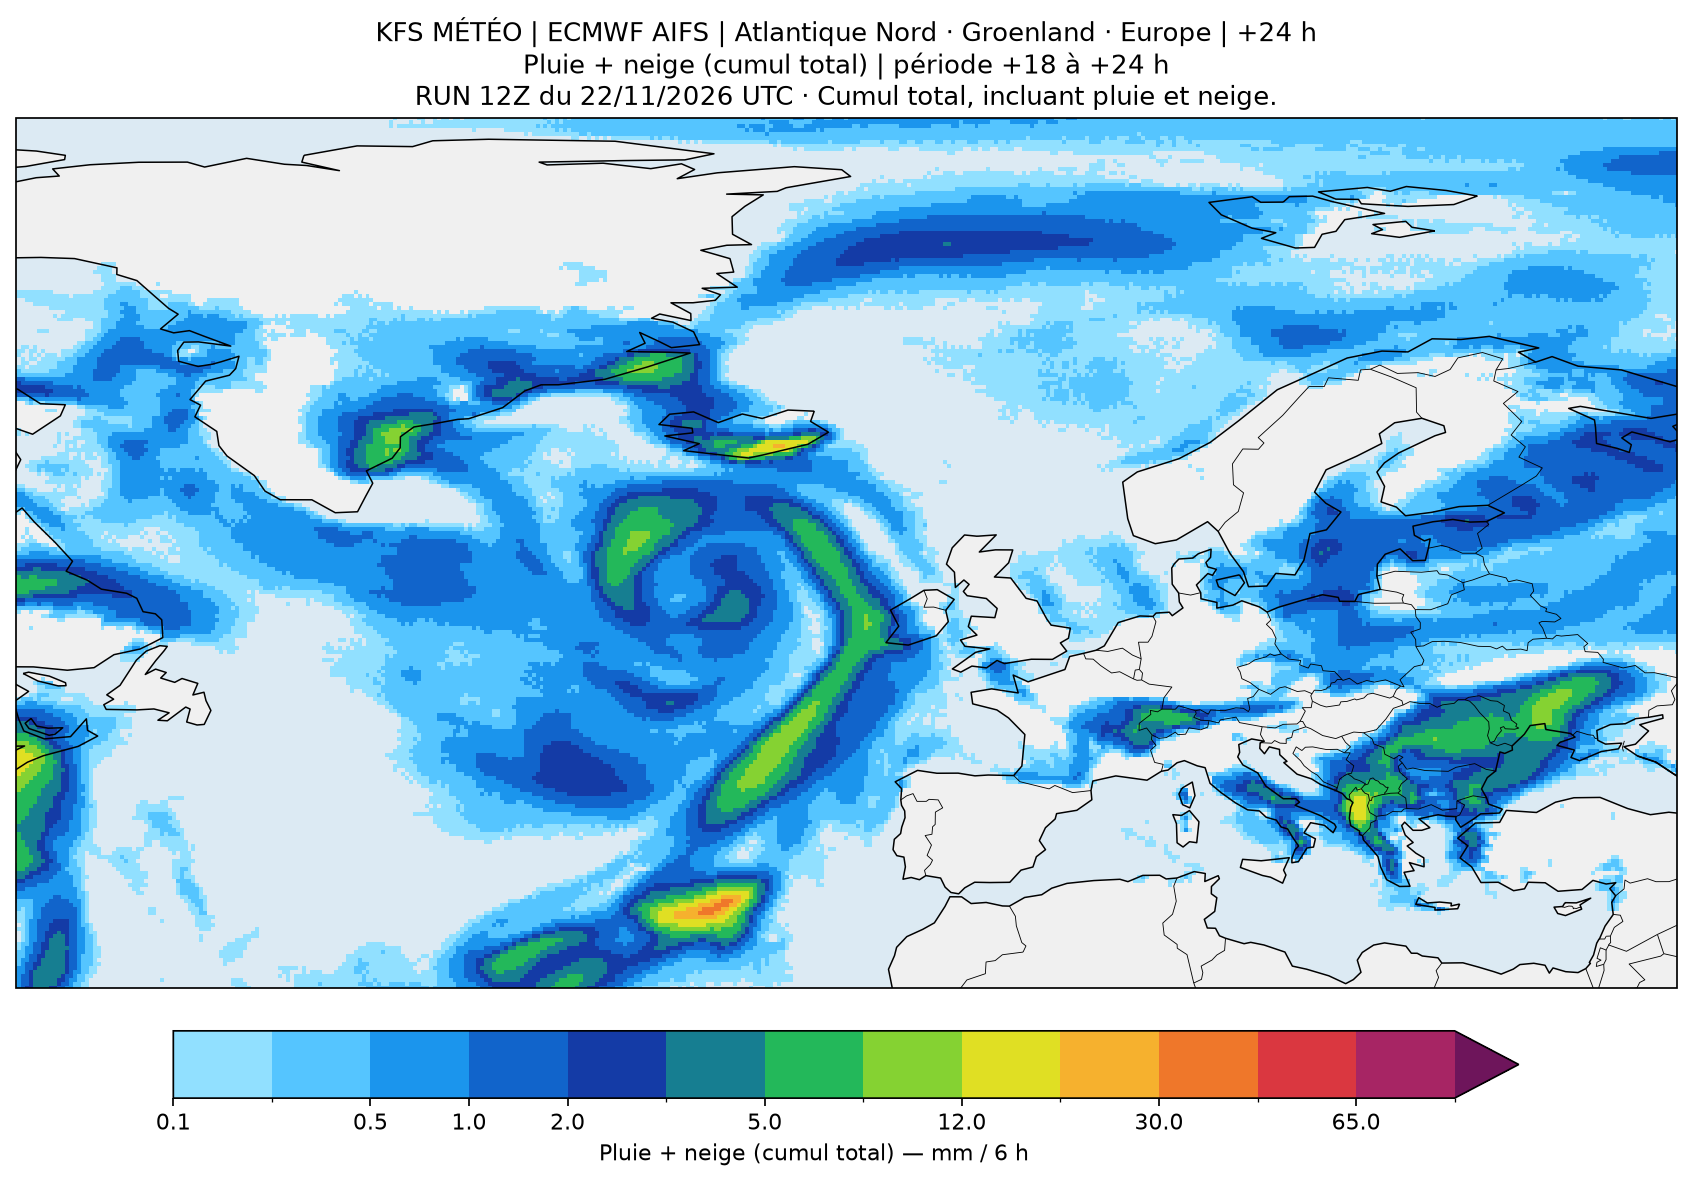 KFS MÉTÉO | ECMWF AIFS | Atlantique Nord · Groenland · Europe | +24 h
Pluie + neige (cumul total) | période +18 à +24 h
RUN 12Z du 22/11/2026 UTC · Cumul total, incluant pluie et neige.
0.1 0.5 1.0 2.0 5.0 12.0 30.0 65.0
Pluie + neige (cumul total) — mm / 6 h